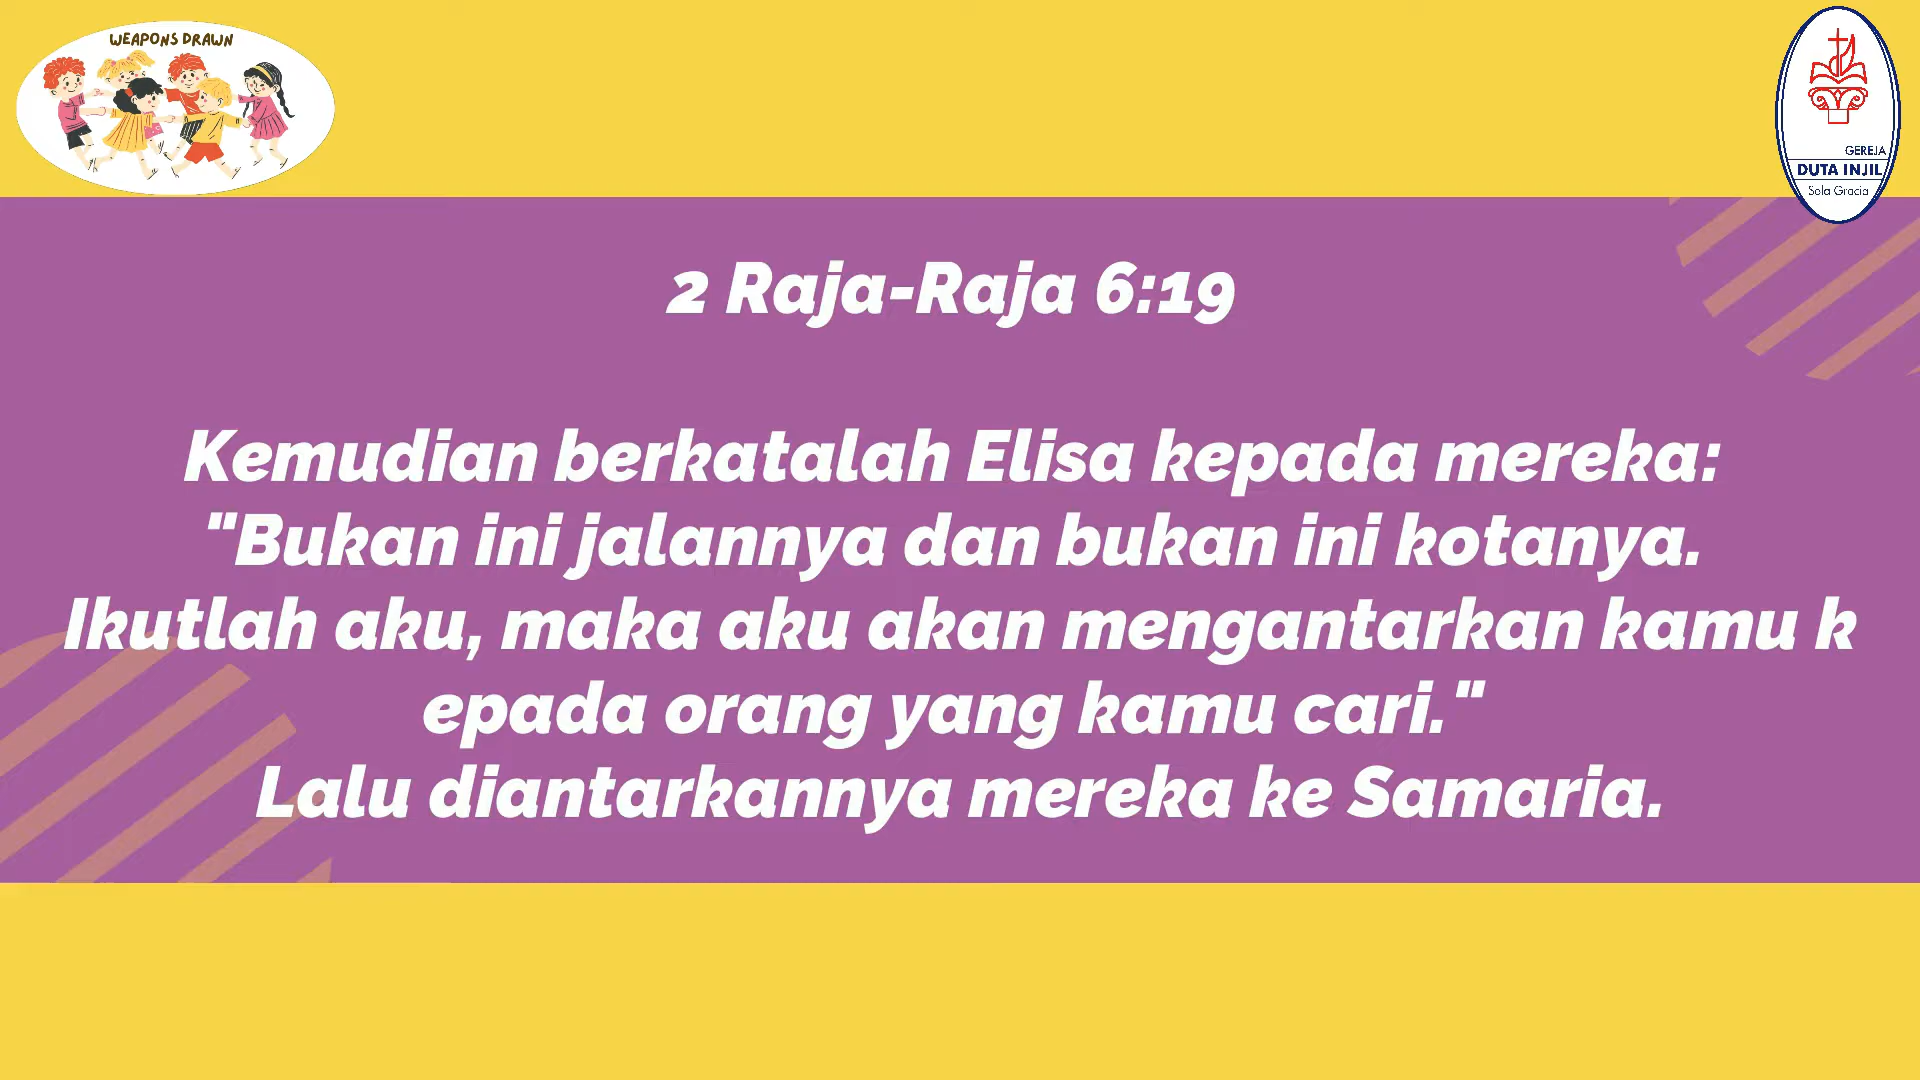 WEAPONS DRAWN
GEREJA
DUTA INJIL
Sola Gracia
2 Raja-Raja 6:19
Kemudian berkatalah Elisa kepada mereka:
"Bukan ini jalannya dan bukan ini kotanya.
Ikutlah aku, maka aku akan mengantarkan kamu k
epada orang yang kamu cari."
Lalu diantarkannya mereka ke Samaria.